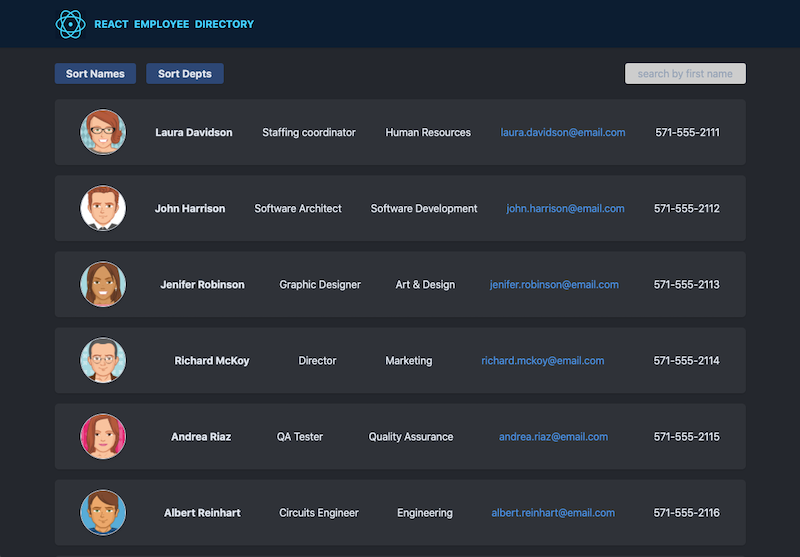 REACT EMPLOYEE DIRECTORY
Sort Names Sort Depts search by first name
Laura Davidson Staffing coordinator Human Resources laura.davidson@email.com 571-555-2111
John Harrison Software Architect Software Development john.harrison@email.com 571-555-2112
Jenifer Robinson Graphic Designer Art & Design jenifer.robinson@email.com 571-555-2113
Richard McKoy Director Marketing richard.mckoy@email.com 571-555-2114
Andrea Riaz QA Tester Quality Assurance andrea.riaz@email.com 571-555-2115
Albert Reinhart Circuits Engineer Engineering albert.reinhart@email.com 571-555-2116